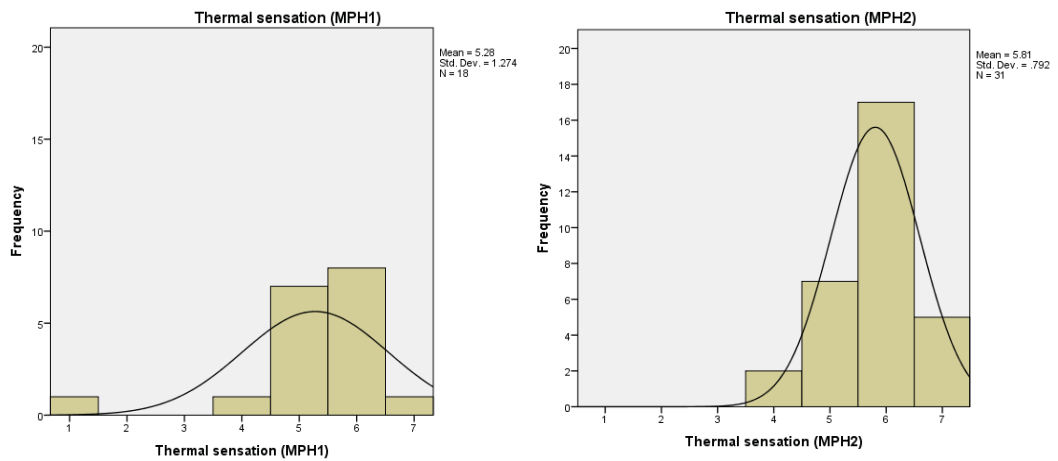 Thermal sensation (MPH1)
Mean = 5.28
Std. Dev. = 1.274
N = 18
20
15
10
5
0
Frequency
1 2 3 4 5 6 7
Thermal sensation (MPH1)
Thermal sensation (MPH2)
Mean = 5.81
Std. Dev. = .792
N = 31
20
18
16
14
12
10
8
6
4
2
0
Frequency
1 2 3 4 5 6 7
Thermal sensation (MPH2)